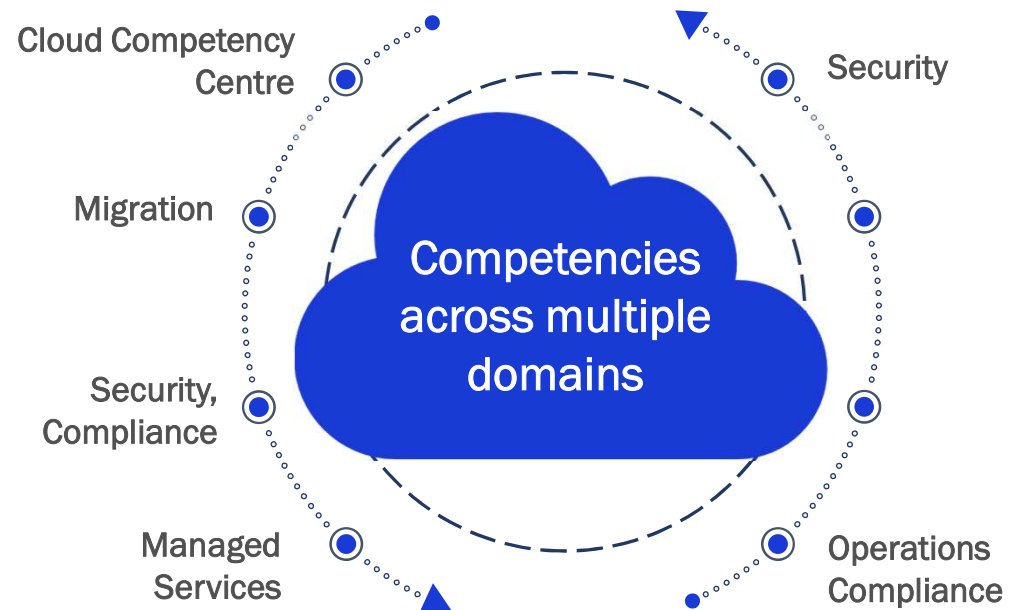 Cloud Competency
Centre
Security
Migration
Competencies
across multiple
domains
Security,
Compliance
Managed
Services
Operations
Compliance